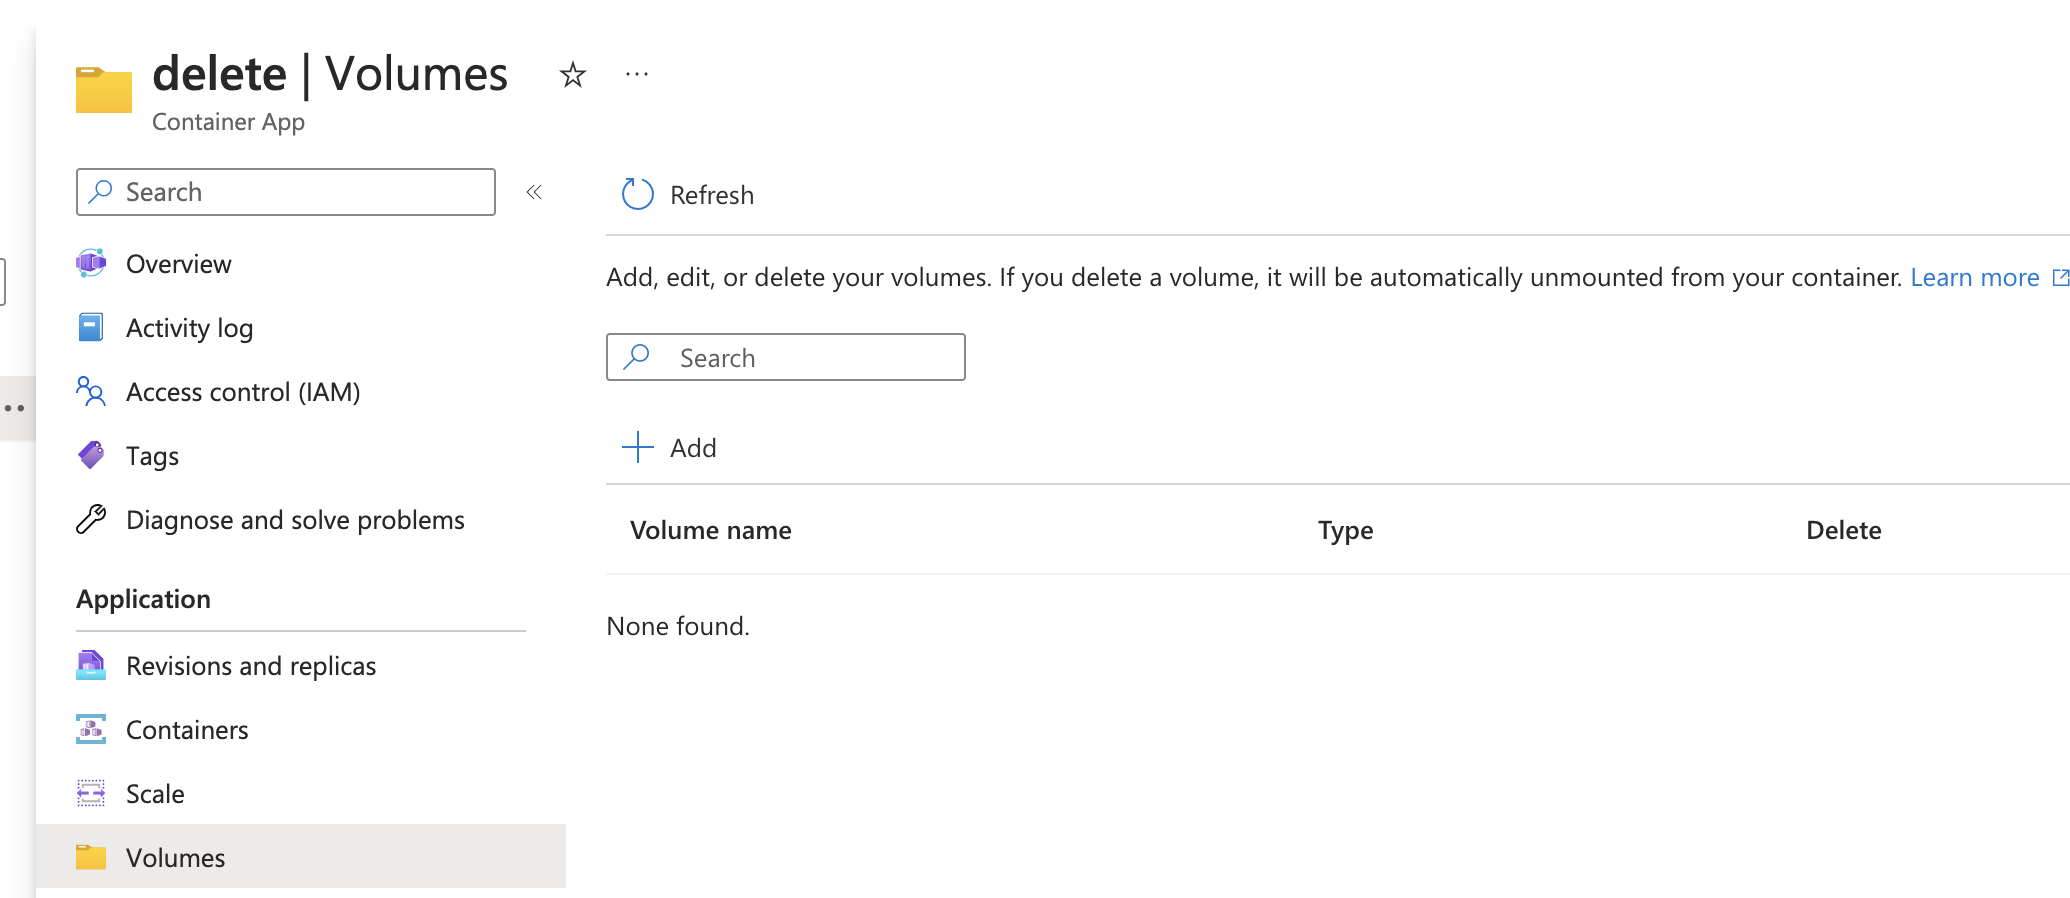 delete | Volumes
Container App
Search
Overview
Activity log
Access control (IAM)
Tags
Diagnose and solve problems
Application
Revisions and replicas
Containers
Scale
Volumes
Refresh
Add, edit, or delete your volumes. If you delete a volume, it will be automatically unmounted from your container. Learn more
Search
Add
Volume name Type Delete
None found.